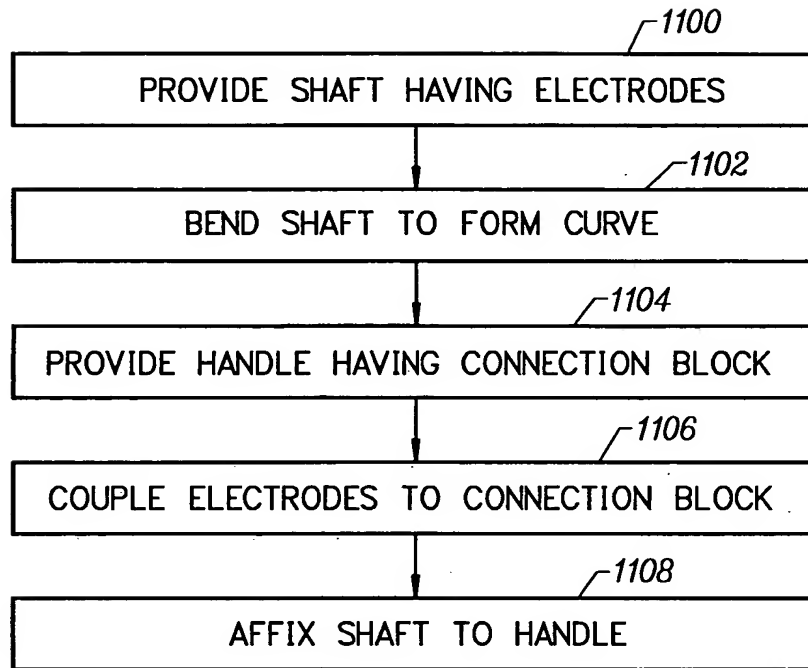 1100
PROVIDE SHAFT HAVING ELECTRODES
1102
BEND SHAFT TO FORM CURVE
1104
PROVIDE HANDLE HAVING CONNECTION BLOCK
1106
COUPLE ELECTRODES TO CONNECTION BLOCK
1108
AFFIX SHAFT TO HANDLE